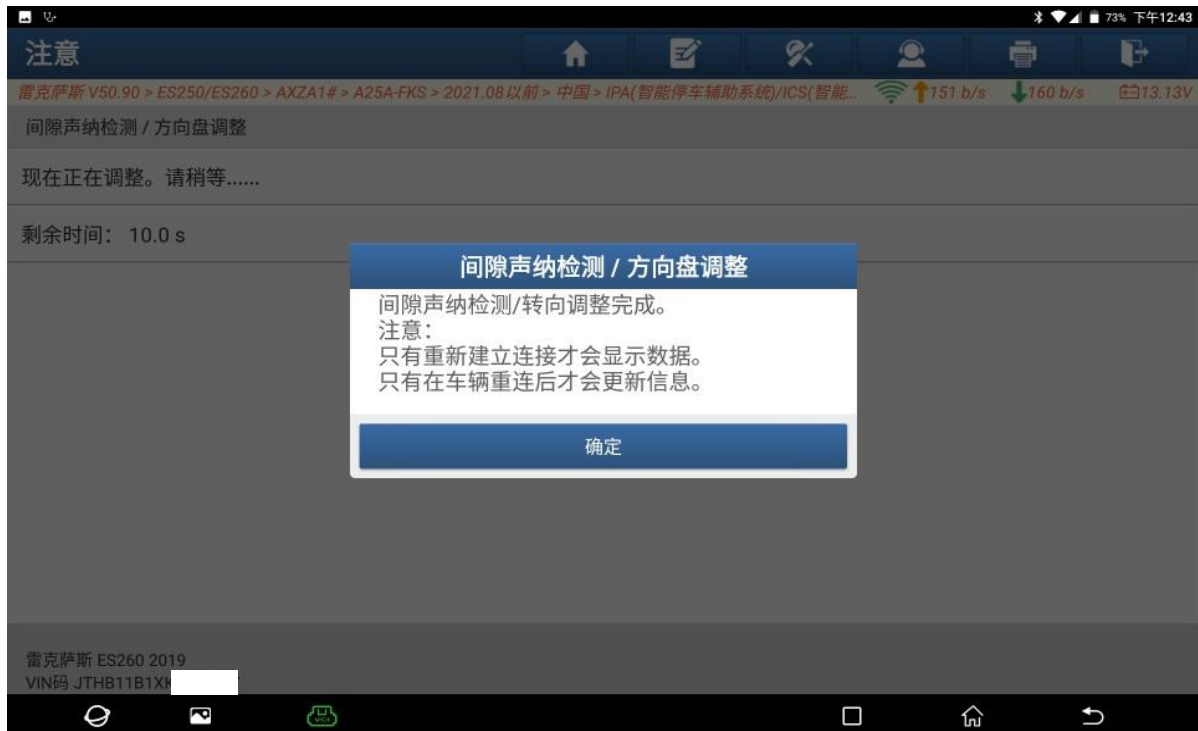 73% 下午12:43
注意
雷克萨斯 V50.90 > ES250/ES260 > AXZA1# > A25A-FKS > 2021.08以前 > 中国 > IPA(智能停车辅助系统)/ICS(智能... 151 b/s 160 b/s 13.13V
间隙声纳检测 / 方向盘调整
现在正在调整。请稍等......
剩余时间： 10.0 s
间隙声纳检测 / 方向盘调整
间隙声纳检测/转向调整完成。
注意：
只有重新建立连接才会显示数据。
只有在车辆重连后才会更新信息。
确定
雷克萨斯 ES260 2019
VIN码 JTHB11B1XK
VCI